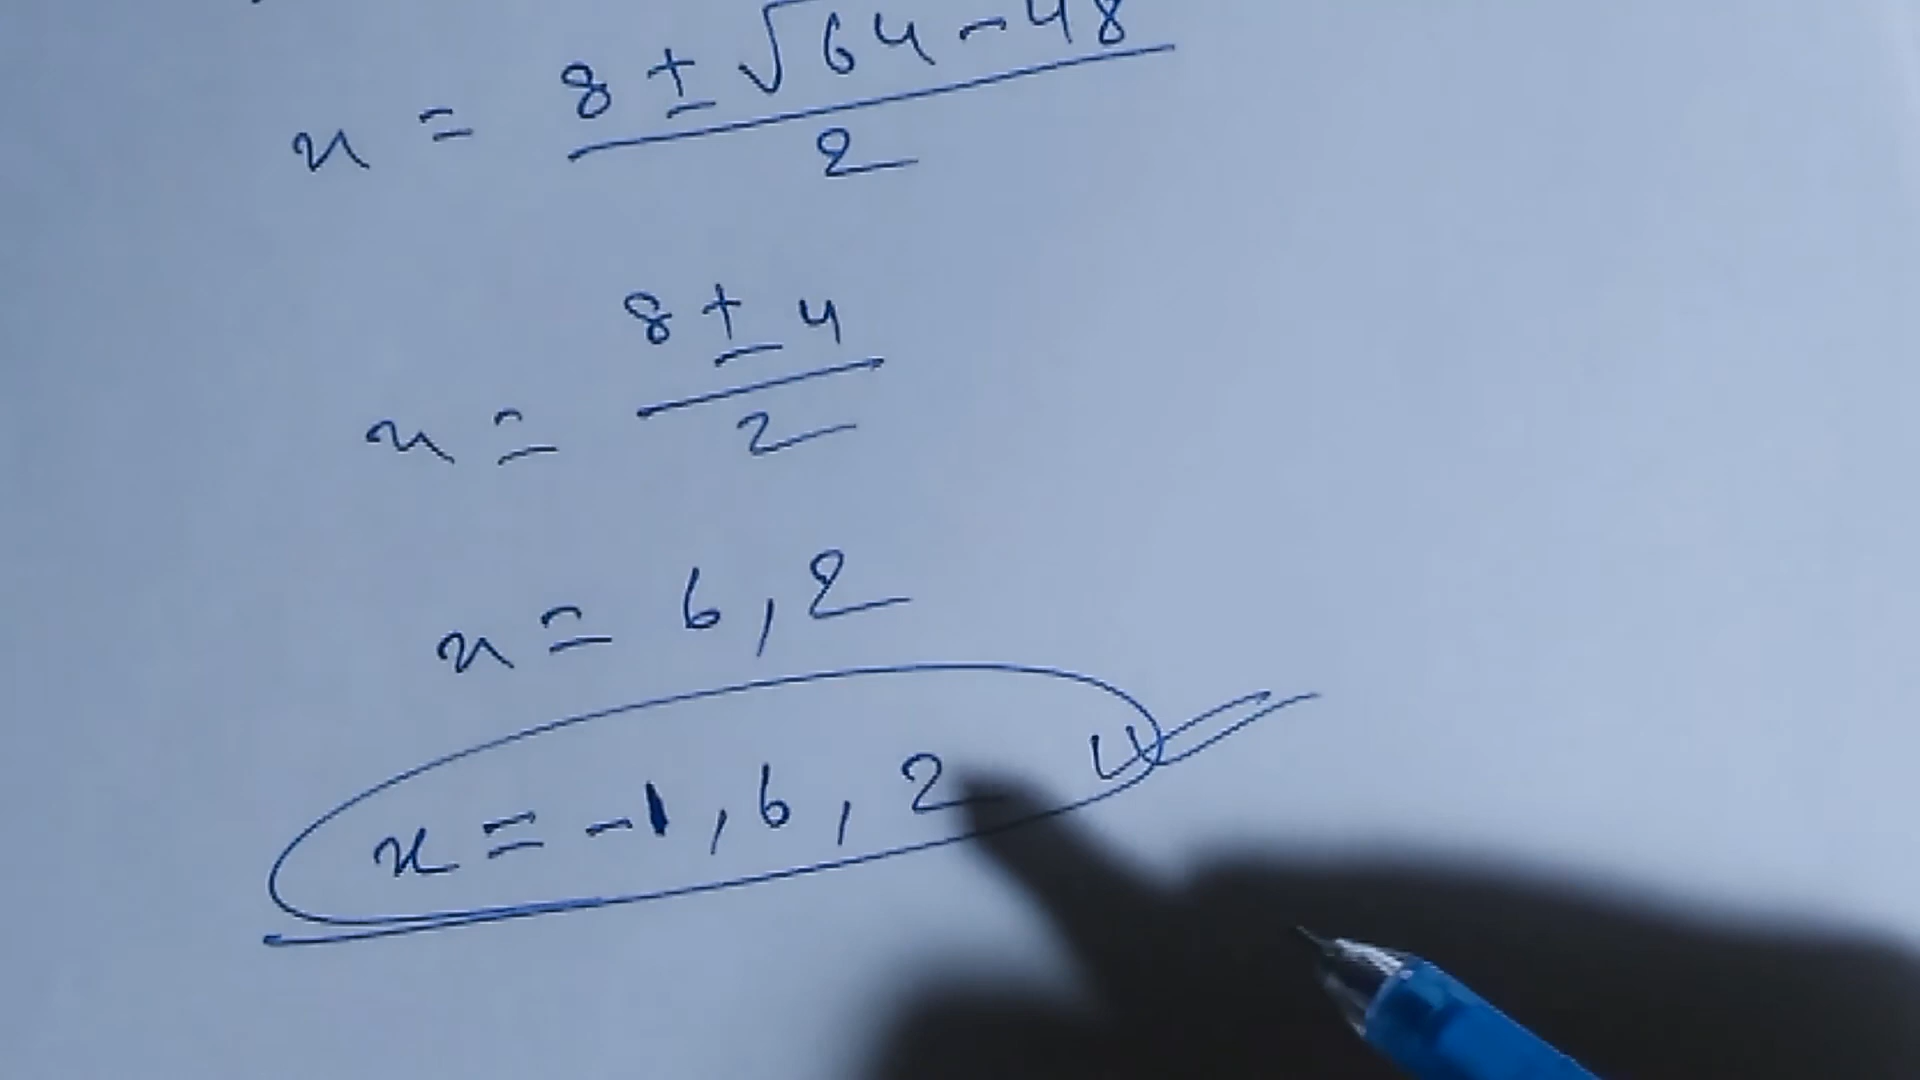 x = 8 ± √64 - 48 / 2
x = 8 ± 4 / 2
x = 6, 2
x = -1, 6, 2